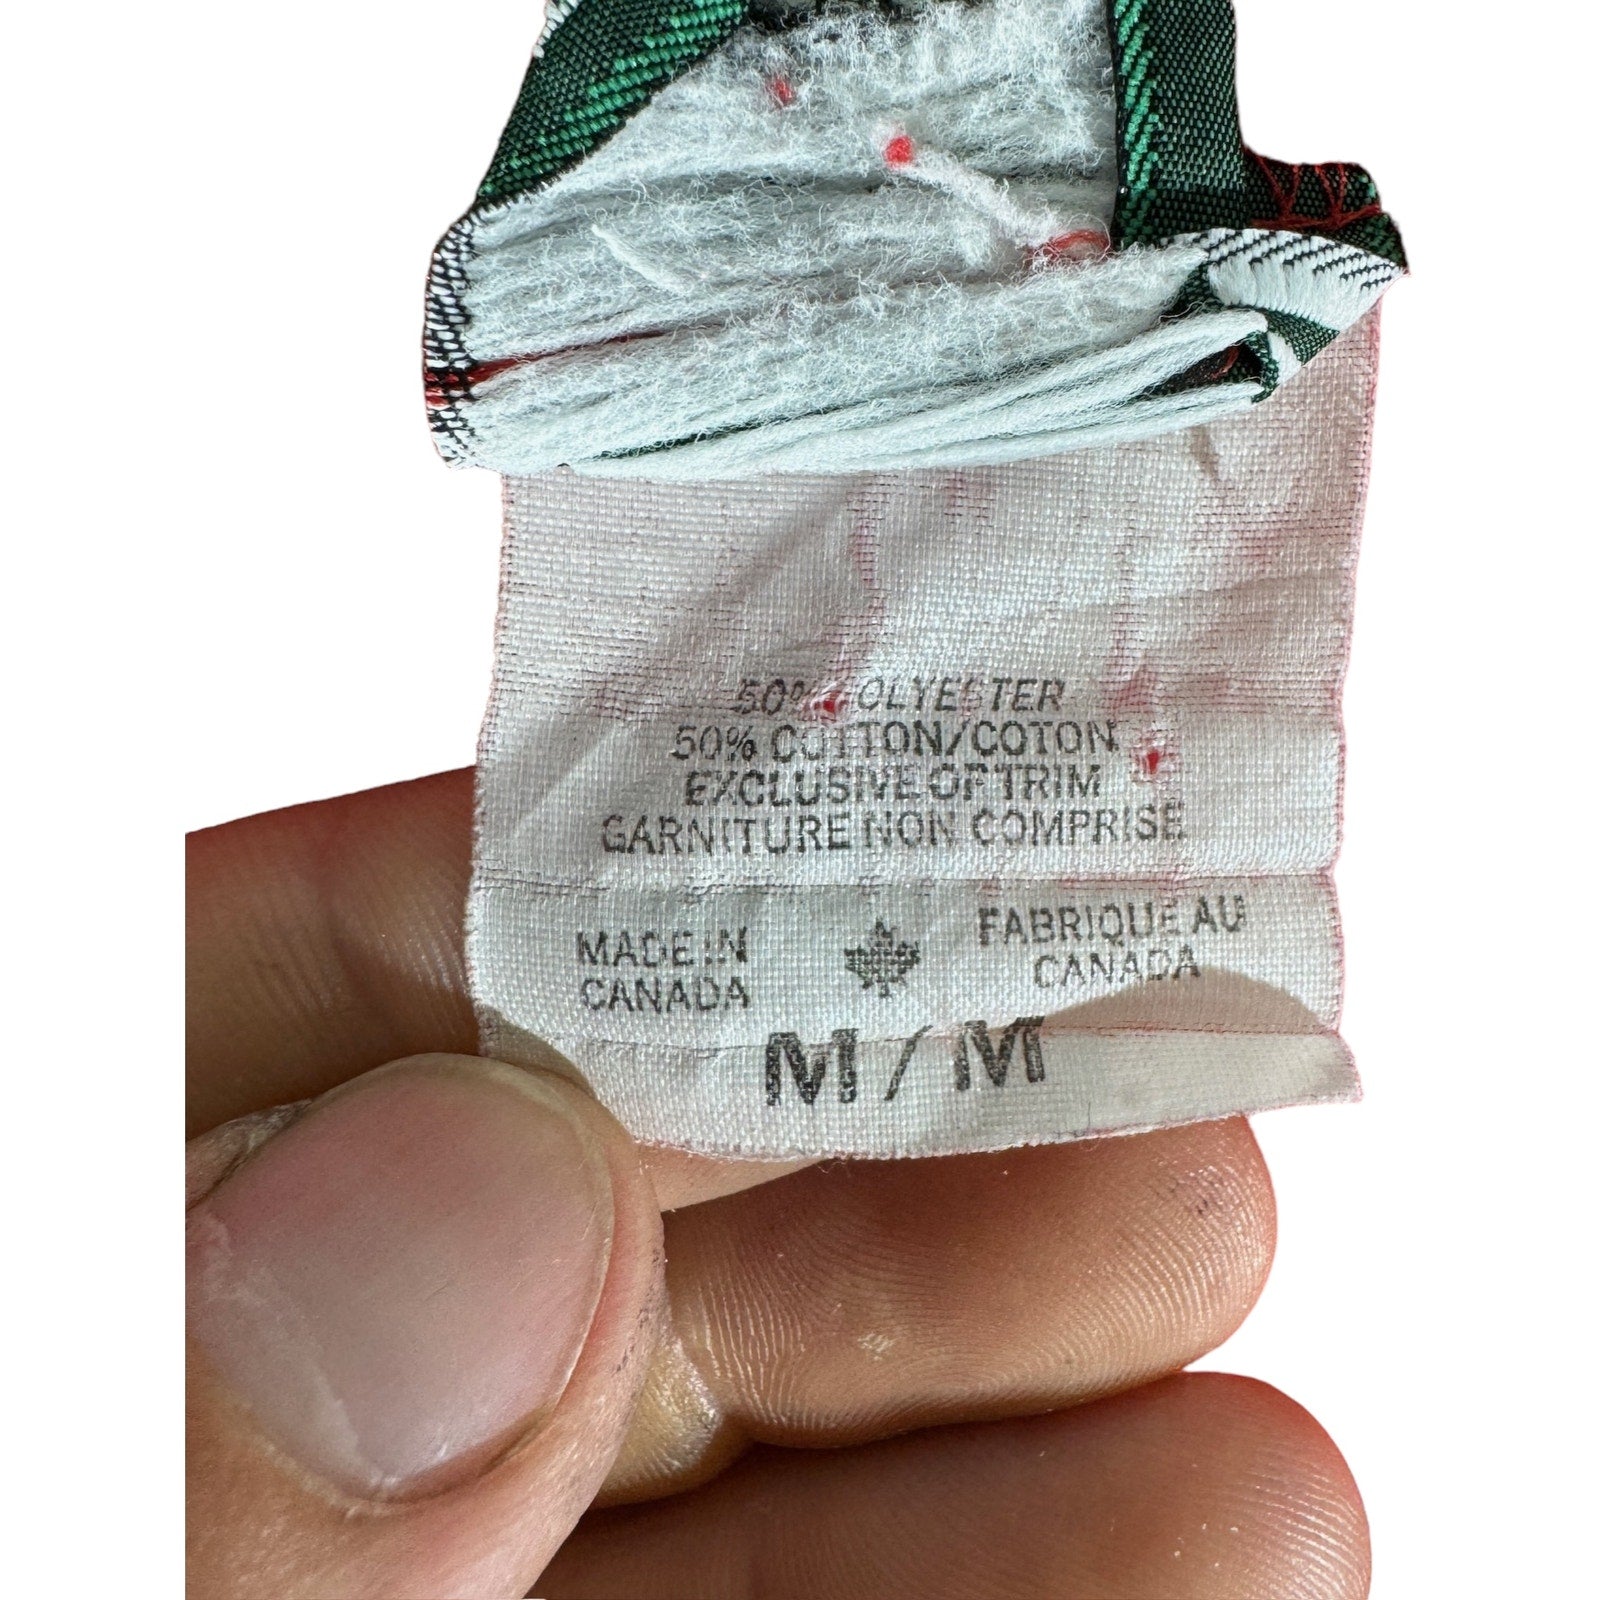 50% POLYESTER
50% COTTON/COTON
EXCLUSIVE OF TRIM
GARNITURE NON COMPRISE
MADE IN
CANADA
FABRIQUE AU
CANADA
M / M